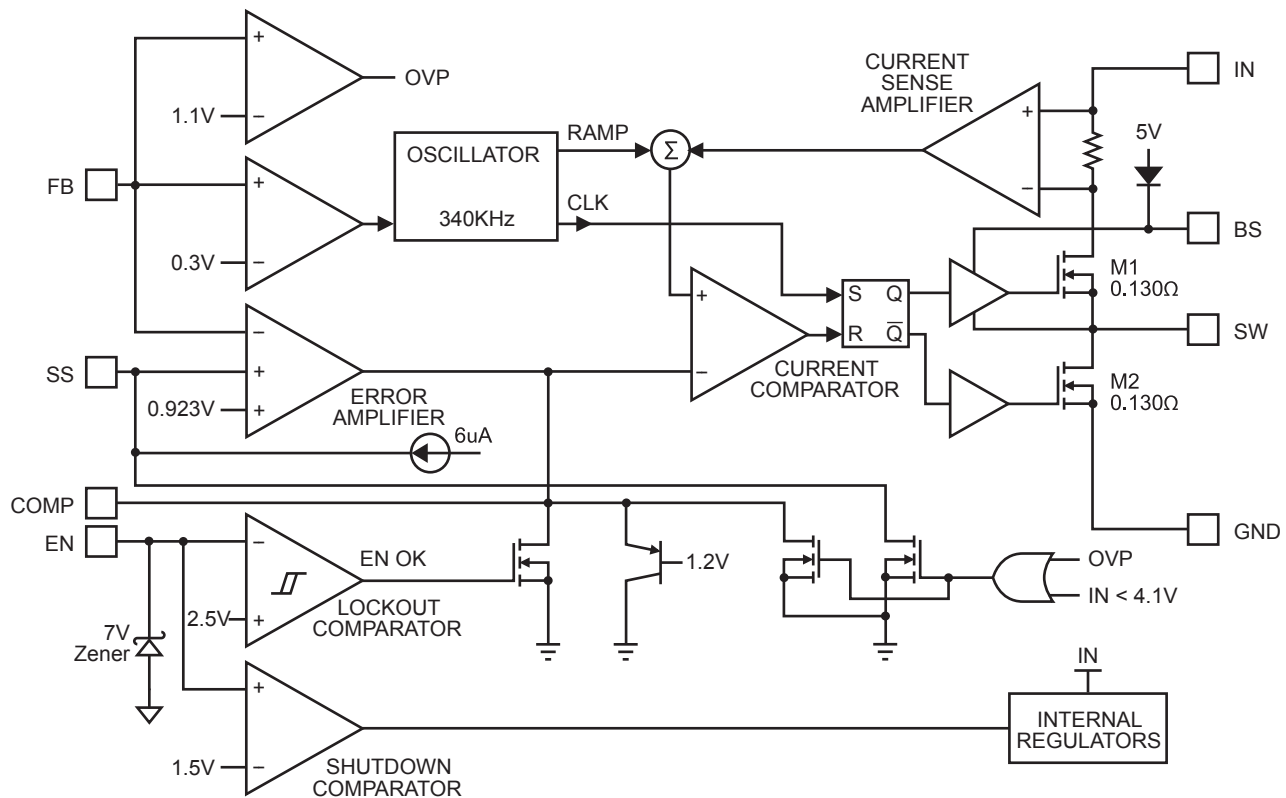 +
OVP
1.1V
−
FB
+
0.3V
−
OSCILLATOR
340KHz
RAMP
CLK
Σ
CURRENT
SENSE
AMPLIFIER
+
−
IN
5V
BS
M1
0.130Ω
SW
M2
0.130Ω
GND
+
−
CURRENT
COMPARATOR
S Q
R Q̅
−
SS
+
0.923V
+
ERROR
AMPLIFIER
6uA
COMP
EN
−
EN OK
2.5V
+
LOCKOUT
COMPARATOR
1.2V
OVP
IN < 4.1V
7V
Zener
+
1.5V
−
SHUTDOWN
COMPARATOR
IN
INTERNAL
REGULATORS